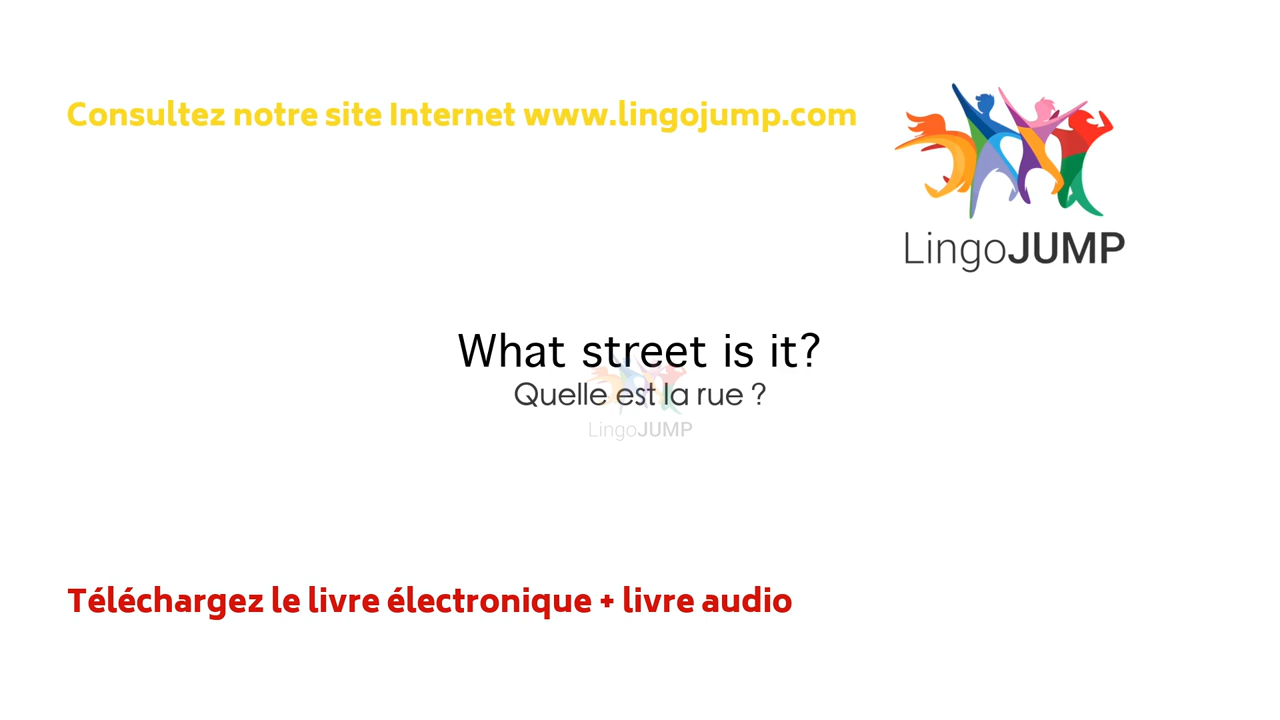 Consultez notre site Internet www.lingojump.com
LingoJUMP
What street is it?
Quelle est la rue ?
LingoJUMP
Téléchargez le livre électronique + livre audio